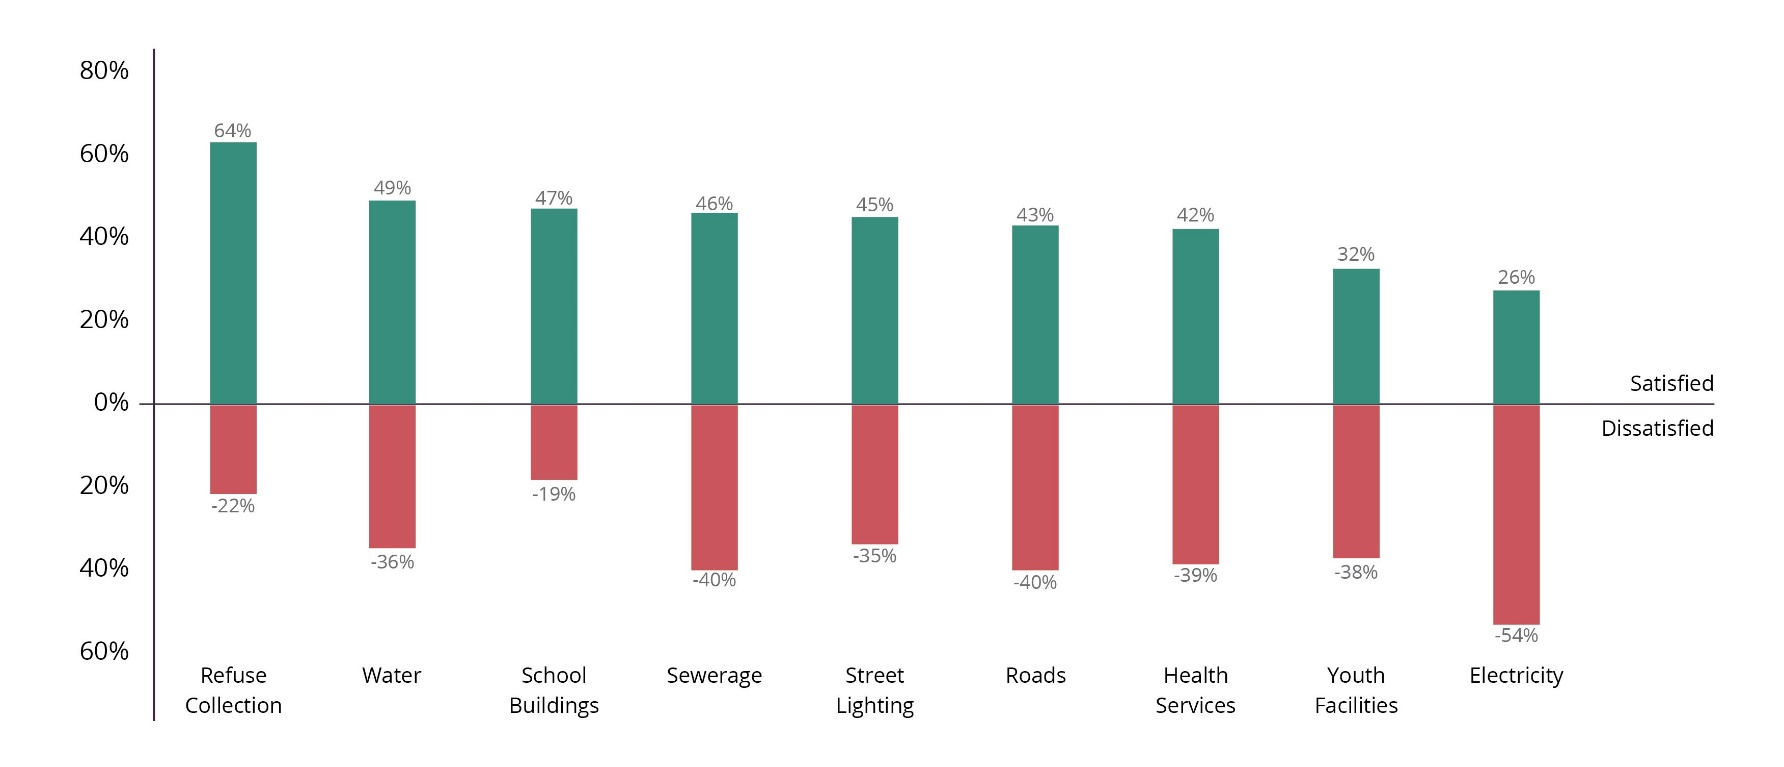 80%
60%
40%
20%
0%
20%
40%
60%
64%
49%
47%
46%
45%
43%
42%
32%
26%
Satisfied
Dissatisfied
-22%
-36%
-19%
-40%
-35%
-40%
-39%
-38%
-54%
Refuse
Collection
Water
School
Buildings
Sewerage
Street
Lighting
Roads
Health
Services
Youth
Facilities
Electricity